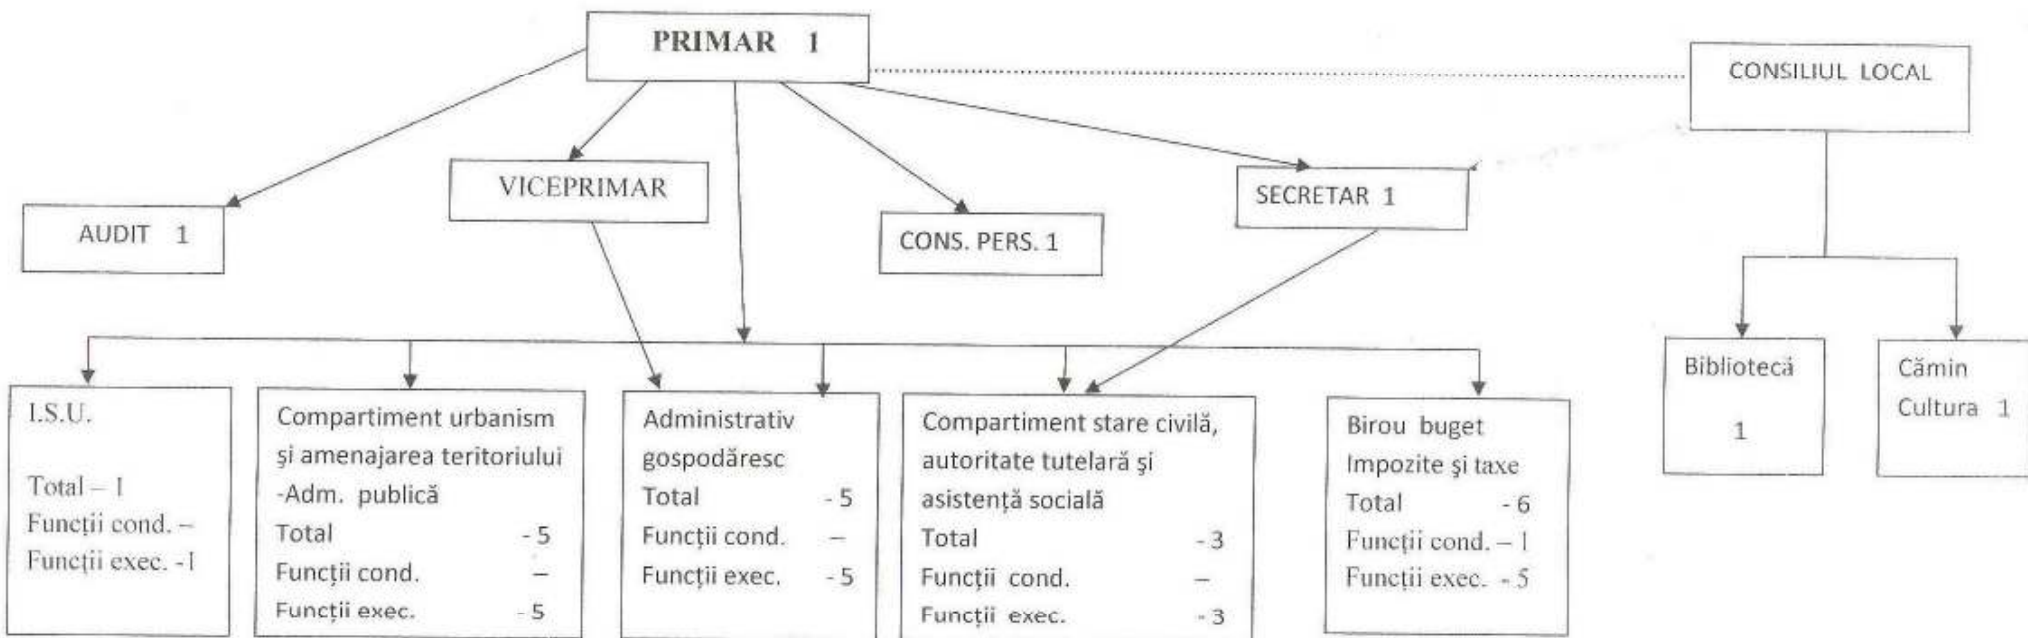 PRIMAR 1
CONSILIUL LOCAL
AUDIT 1
VICEPRIMAR
CONS. PERS. 1
SECRETAR 1
I.S.U.
Total – 1
Funcții cond. –
Funcții exec. -1
Compartiment urbanism
și amenajarea teritoriului
-Adm. publică
Total - 5
Funcții cond. –
Funcții exec. - 5
Administrativ
gospodăresc
Total - 5
Funcții cond. –
Funcții exec. - 5
Compartiment stare civilă,
autoritate tutelară și
asistență socială
Total - 3
Funcții cond. –
Funcții exec. - 3
Birou buget
Impozite și taxe
Total - 6
Funcții cond. – 1
Funcții exec. - 5
Bibliotecă
1
Cămin
Cultura 1